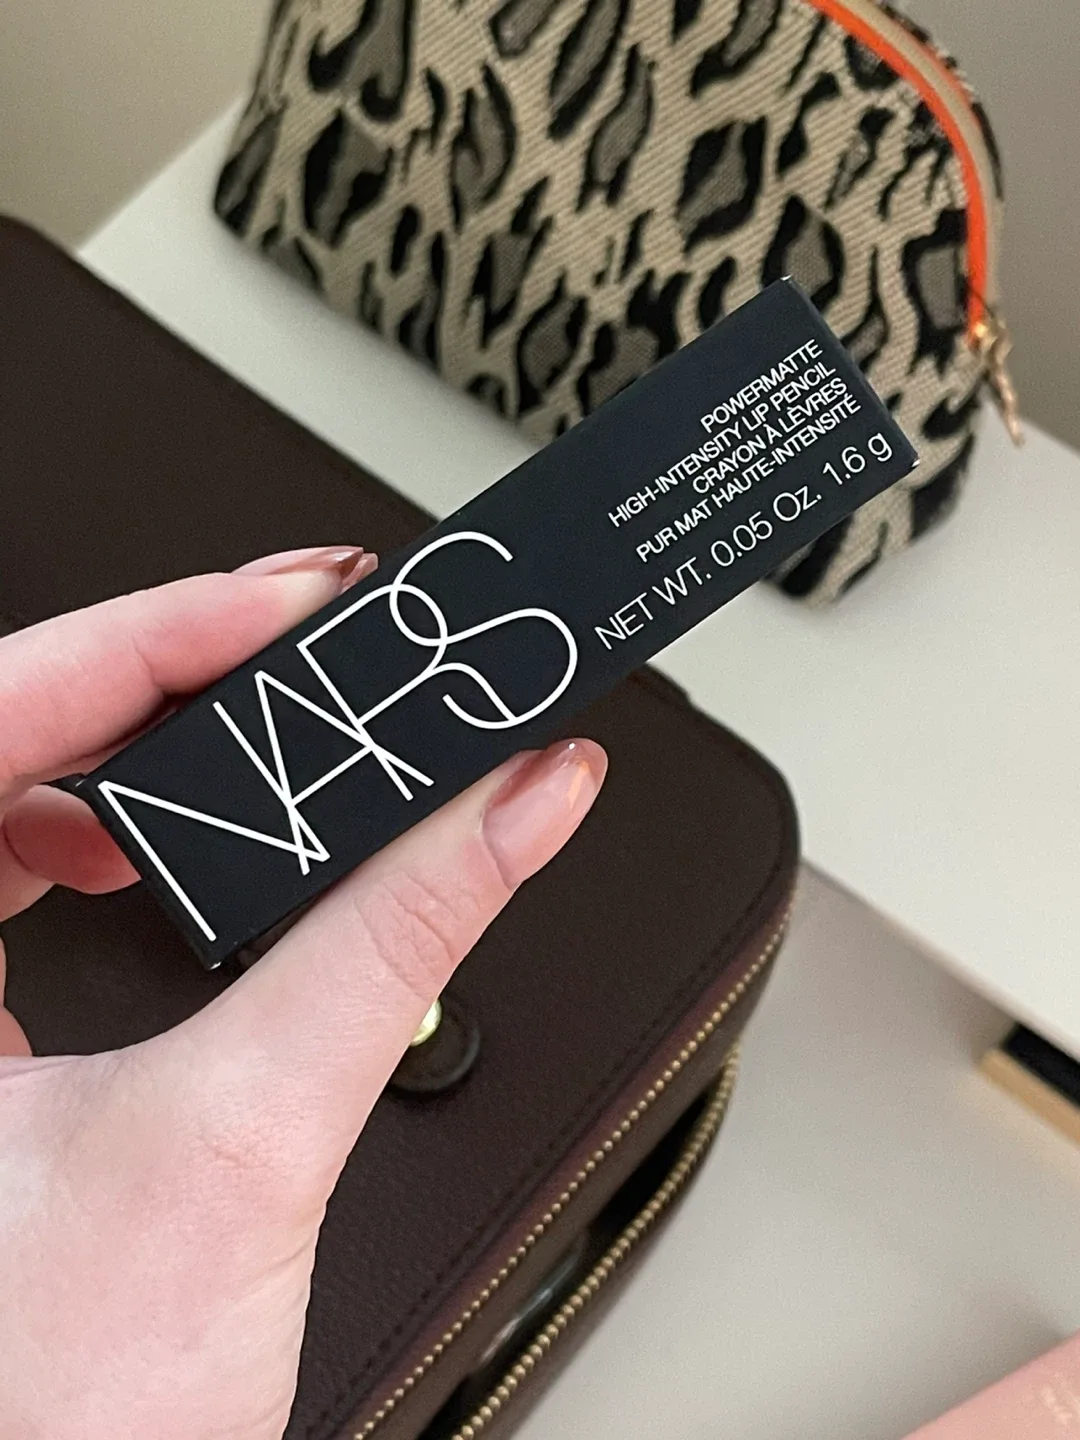 NARS
POWERMATTE
HIGH-INTENSITY LIP PENCIL
CRAYON À LÈVRES
PUR MAT HAUTE-INTENSITÉ
NET WT. 0.05 Oz. 1.6 g